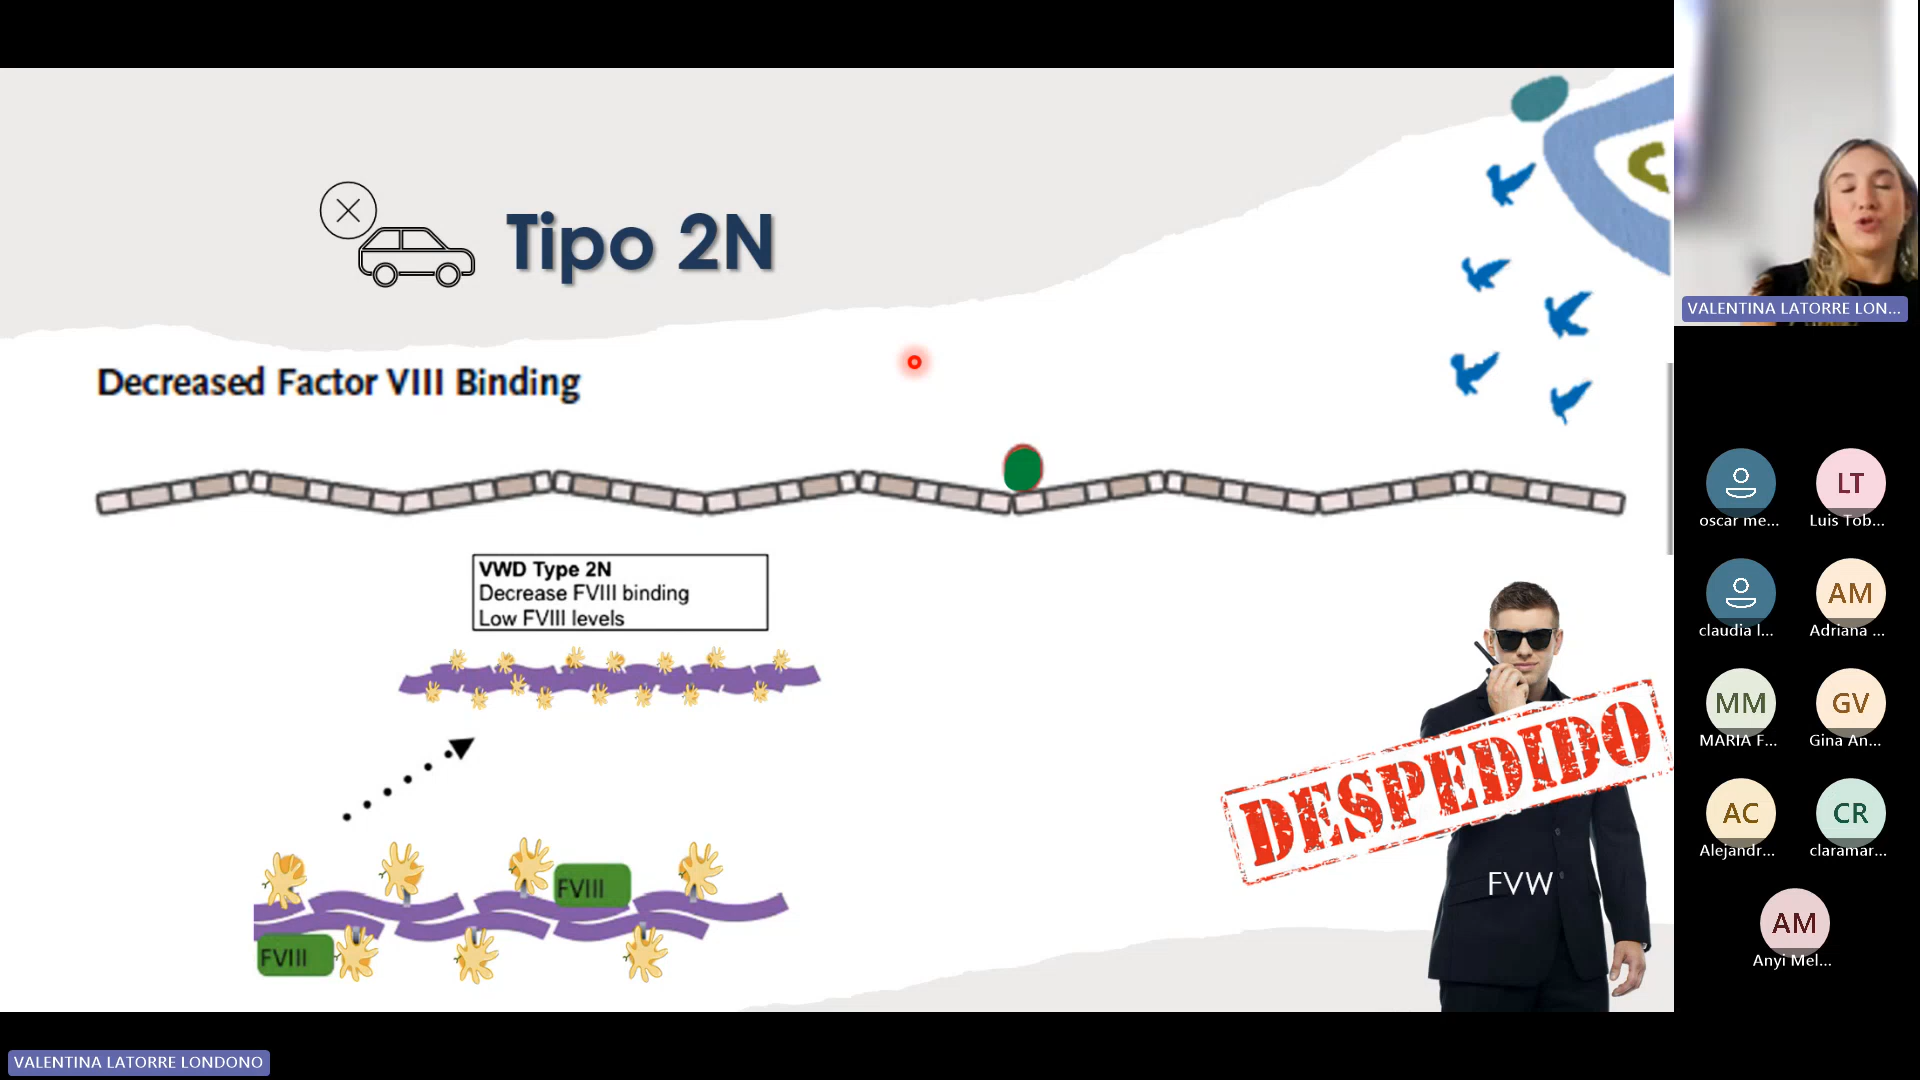 Tipo 2N
Decreased Factor VIII Binding
VWD Type 2N
Decrease FVIII binding
Low FVIII levels
FVIII
FVIII
DESPEDIDO
FVW
VALENTINA LATORRE LON...
oscar me...
LT
Luis Tob...
claudia l...
AM
Adriana ...
MM
MARIA F...
GV
Gina An...
AC
Alejandr...
CR
claramar...
AM
Anyi Mel...
VALENTINA LATORRE LONDONO